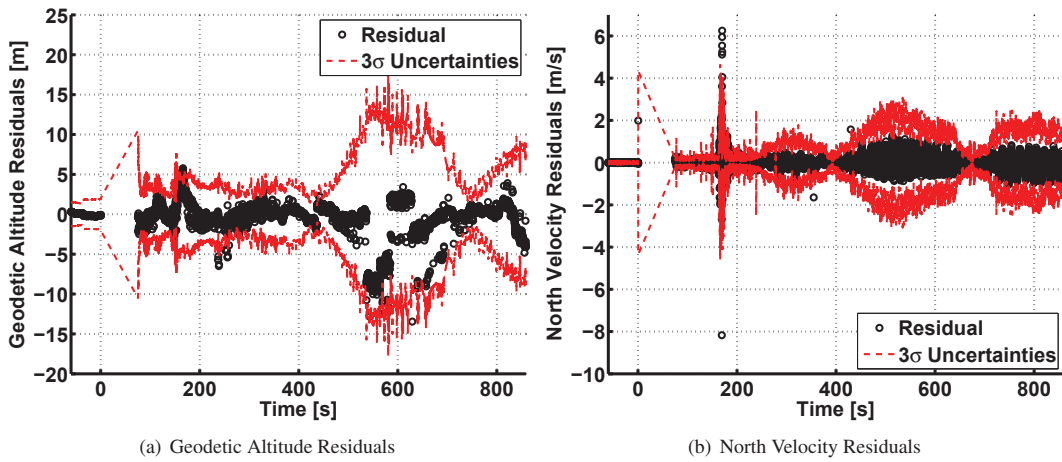 25
20
15
10
5
0
−5
−10
−15
−20
Geodetic Altitude Residuals [m]
Residual
3σ Uncertainties
0 200 400 600 800
Time [s]
(a) Geodetic Altitude Residuals
6
4
2
0
−2
−4
−6
−8
−10
North Velocity Residuals [m/s]
Residual
3σ Uncertainties
0 200 400 600 800
Time [s]
(b) North Velocity Residuals